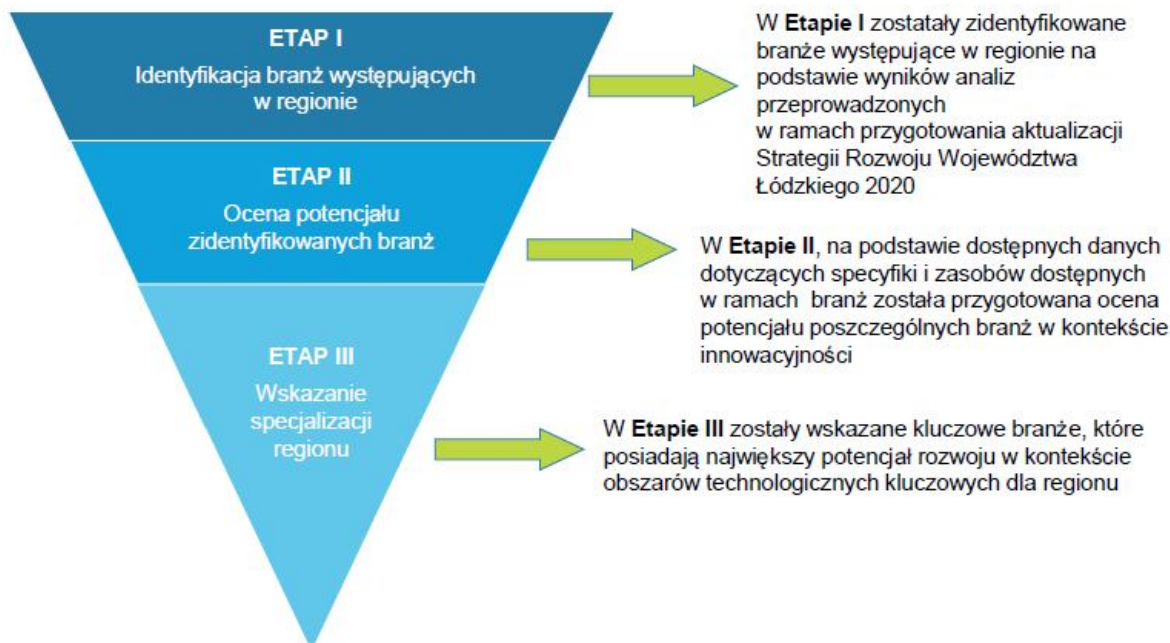 ETAP I
Identyfikacja branż występujących
w regionie
W Etapie I zostatały zidentyfikowane
branże występujące w regionie na
podstawie wyników analiz
przeprowadzonych
w ramach przygotowania aktualizacji
Strategii Rozwoju Województwa
Łódzkiego 2020
ETAP II
Ocena potencjału
zidentyfikowanych branż
W Etapie II, na podstawie dostępnych danych
dotyczących specyfiki i zasobów dostępnych
w ramach branż została przygotowana ocena
potencjału poszczególnych branż w kontekście
innowacyjności
ETAP III
Wskazanie
specjalizacji
regionu
W Etapie III zostały wskazane kluczowe branże, które
posiadają największy potencjał rozwoju w kontekście
obszarów technologicznych kluczowych dla regionu